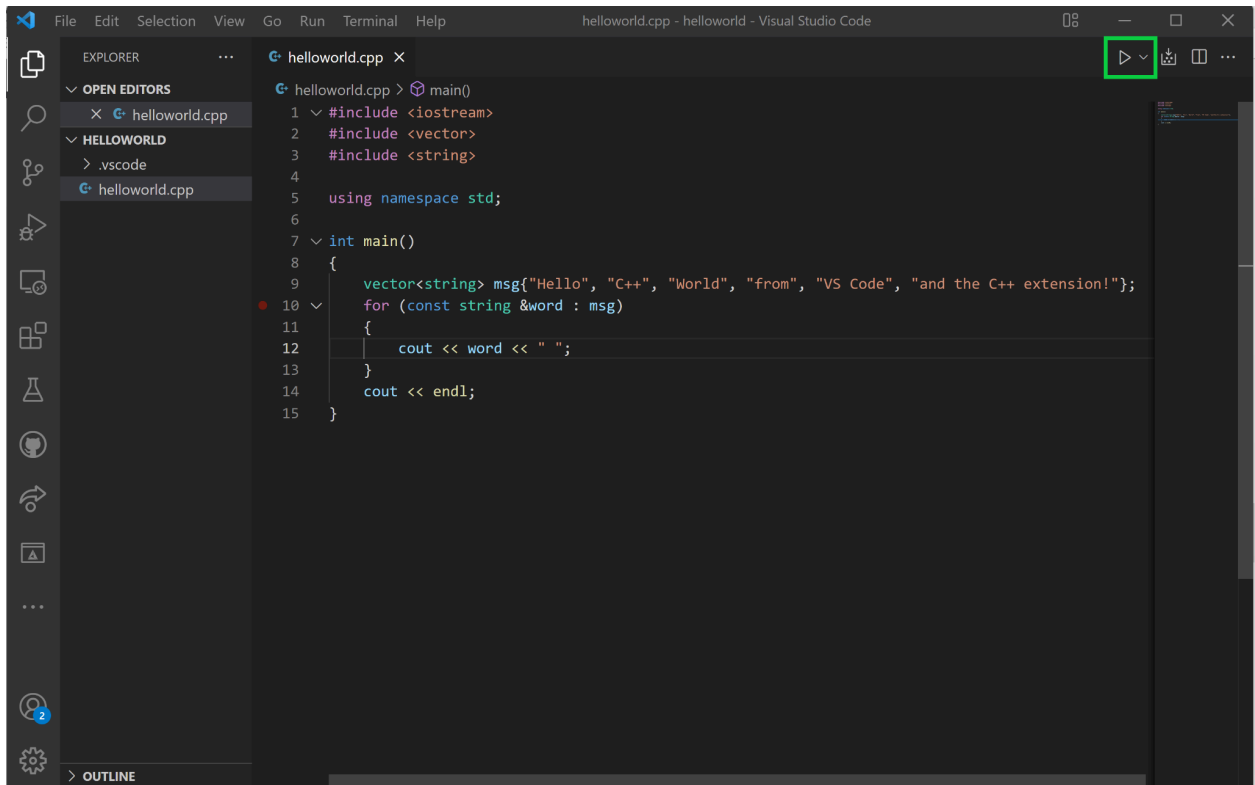 File Edit Selection View Go Run Terminal Help helloworld.cpp - helloworld - Visual Studio Code
EXPLORER
OPEN EDITORS
helloworld.cpp
HELLOWORLD
.vscode
helloworld.cpp
OUTLINE
2
helloworld.cpp
helloworld.cpp > main()
1 #include <iostream>
2 #include <vector>
3 #include <string>
4
5 using namespace std;
6
7 int main()
8 {
9     vector<string> msg{"Hello", "C++", "World", "from", "VS Code", "and the C++ extension!"};
10     for (const string &word : msg)
11     {
12         cout << word << " ";
13     }
14     cout << endl;
15 }